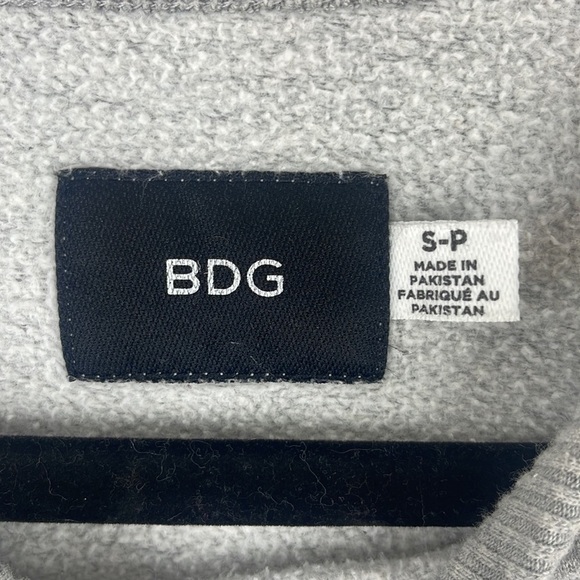 BDG
S-P
MADE IN
PAKISTAN
FABRIQUÉ AU
PAKISTAN